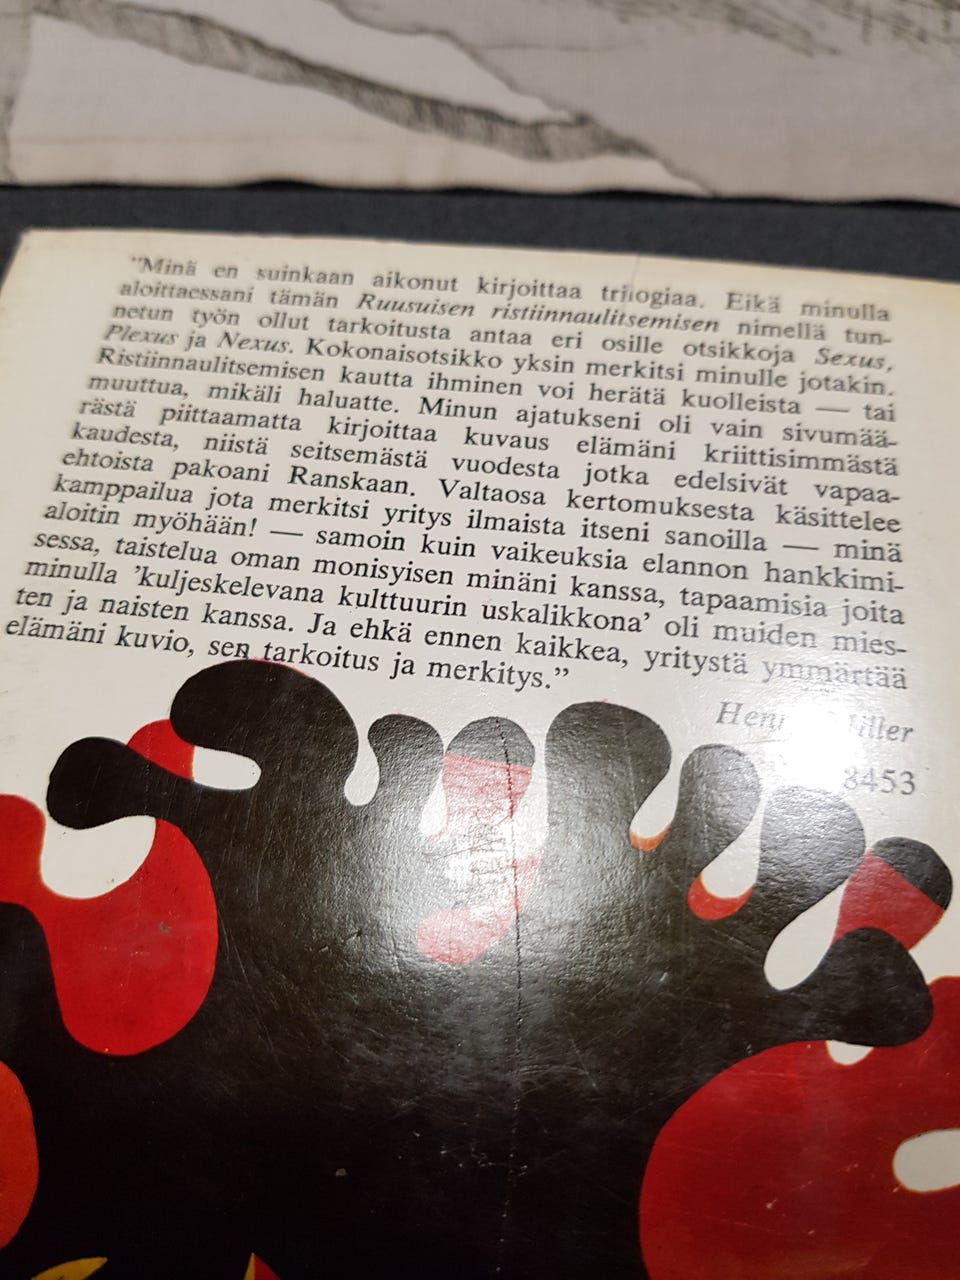 ”Minä en suinkaan aikonut kirjoittaa trilogiaa. Eikä minulla
aloittaessani tämän Ruusuisen ristiinnaulitsemisen nimellä tun-
netun työn ollut tarkoitusta antaa eri osille otsikkoja Sexus,
Plexus ja Nexus. Kokonaisotsikko yksin merkitsi minulle jotakin.
Ristiinnaulitsemisen kautta ihminen voi herätä kuolleista — tai
muuttua, mikäli haluatte. Minun ajatukseni oli vain sivumää-
rästä piittaamatta kirjoittaa kuvaus elämäni kriittisimmästä
kaudesta, niistä seitsemästä vuodesta jotka edelsivät vapaa-
ehtoista pakoani Ranskaan. Valtaosa kertomuksesta käsittelee
kamppailua jota merkitsi yritys ilmaista itseni sanoilla — minä
aloitin myöhään! — samoin kuin vaikeuksia elannon hankkimi-
sessa, taistelua oman monisyisen minäni kanssa, tapaamisia joita
minulla ’kuljeskelevana kulttuurin uskalikkona’ oli muiden mies-
ten ja naisten kanssa. Ja ehkä ennen kaikkea, yritystä ymmärtää
elämäni kuvio, sen tarkoitus ja merkitys.”
Henry Miller
8453